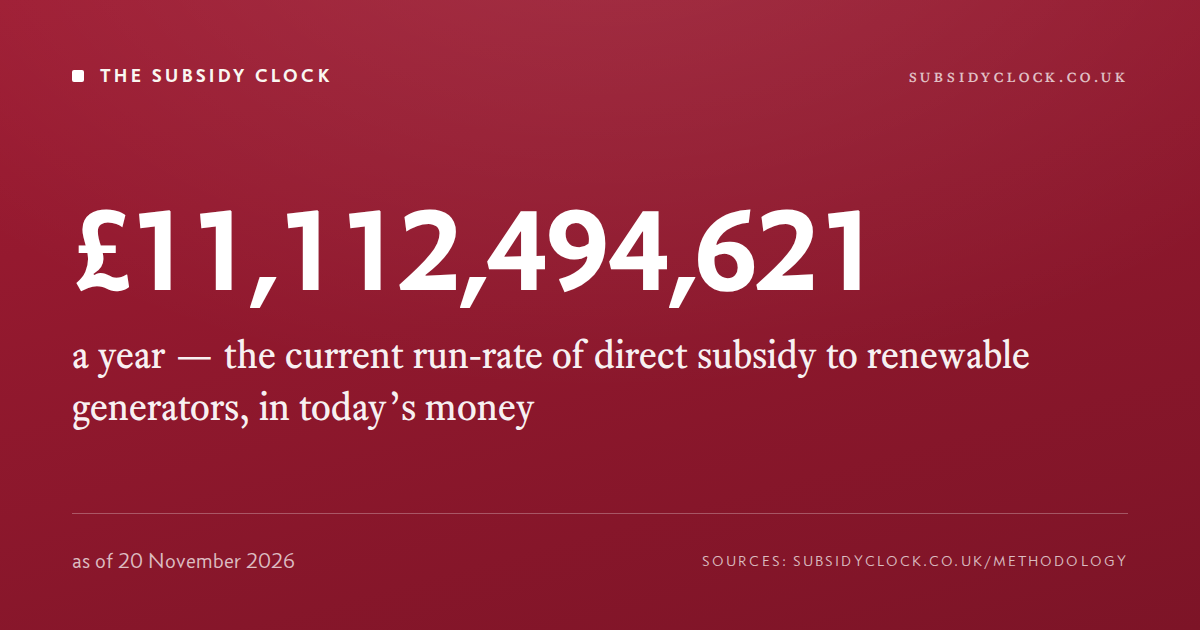 THE SUBSIDY CLOCK
SUBSIDYCLOCK.CO.UK
£11,112,494,621
a year — the current run-rate of direct subsidy to renewable
generators, in today’s money
as of 20 November 2026
SOURCES: SUBSIDYCLOCK.CO.UK/METHODOLOGY